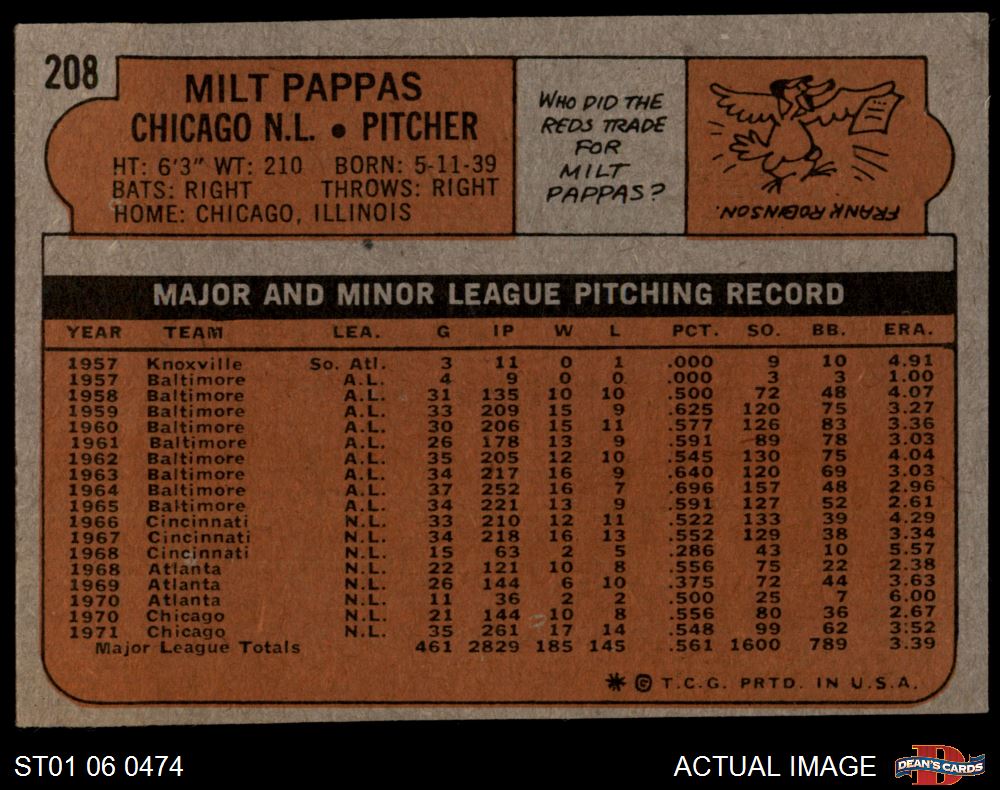 208
MILT PAPPAS
CHICAGO N.L. • PITCHER
HT: 6'3" WT: 210 BORN: 5-11-39
BATS: RIGHT THROWS: RIGHT
HOME: CHICAGO, ILLINOIS
WHO DID THE
REDS TRADE
FOR
MILT
PAPPAS?
FRANK ROBINSON.
MAJOR AND MINOR LEAGUE PITCHING RECORD
YEAR TEAM LEA. G IP W L PCT. SO. BB. ERA.
1957 Knoxville So. Atl. 3 11 0 1 .000 9 10 4.91
1957 Baltimore A.L. 4 9 0 0 .000 3 3 1.00
1958 Baltimore A.L. 31 135 10 10 .500 72 48 4.07
1959 Baltimore A.L. 33 209 15 9 .625 120 75 3.27
1960 Baltimore A.L. 30 206 15 11 .577 126 83 3.36
1961 Baltimore A.L. 26 178 13 9 .591 89 78 3.03
1962 Baltimore A.L. 35 205 12 10 .545 130 75 4.04
1963 Baltimore A.L. 34 217 16 9 .640 120 69 3.03
1964 Baltimore A.L. 37 252 16 7 .696 157 48 2.96
1965 Baltimore A.L. 34 221 13 9 .591 127 52 2.61
1966 Cincinnati N.L. 33 210 12 11 .522 133 39 4.29
1967 Cincinnati N.L. 34 218 16 13 .552 129 38 3.34
1968 Cincinnati N.L. 15 63 2 5 .286 43 10 5.57
1968 Atlanta N.L. 22 121 10 8 .556 75 22 2.38
1969 Atlanta N.L. 26 144 6 10 .375 72 44 3.63
1970 Atlanta N.L. 11 36 2 2 .500 25 7 6.00
1970 Chicago N.L. 21 144 10 8 .556 80 36 2.67
1971 Chicago N.L. 35 261 17 14 .548 99 62 3.52
Major League Totals 461 2829 185 145 .561 1600 789 3.39
* © T.C.G. PRTD. IN U.S.A.
ST01 06 0474
ACTUAL IMAGE
DEAN'S CARDS